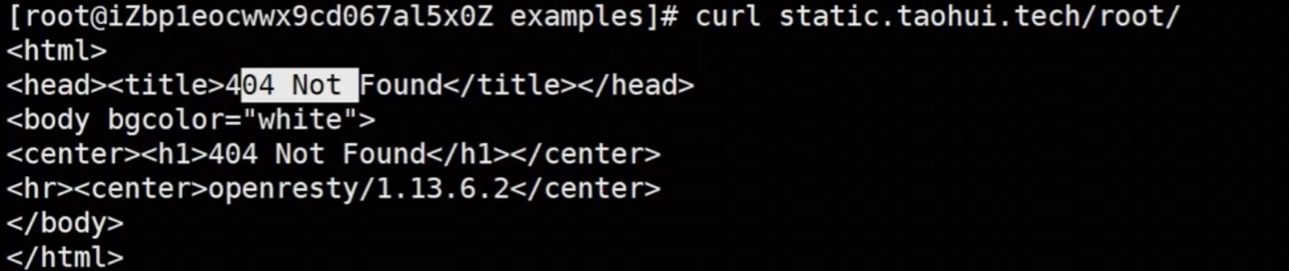 [root@iZbp1eocwwx9cd067al5x0Z examples]# curl static.taohui.tech/root/
<html>
<head><title>404 Not Found</title></head>
<body bgcolor="white">
<center><h1>404 Not Found</h1></center>
<hr><center>openresty/1.13.6.2</center>
</body>
</html>